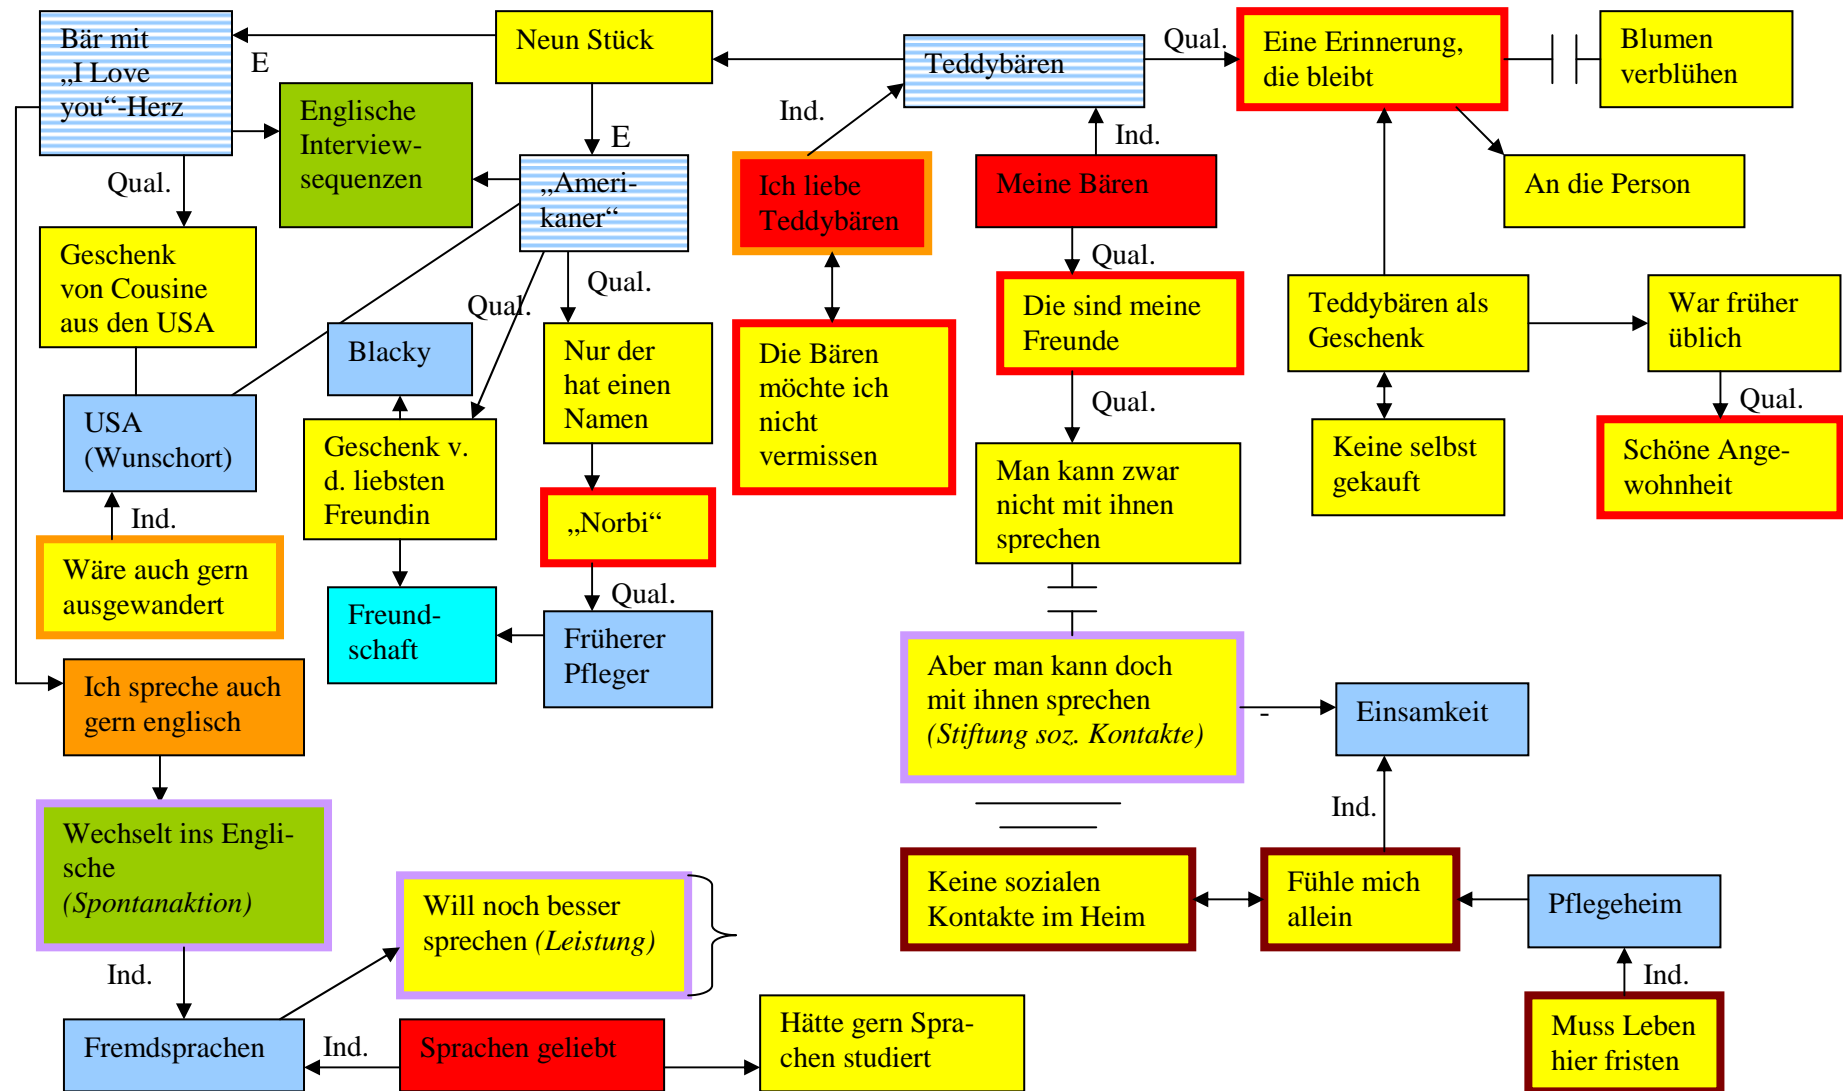 Bär mit
„I Love
you“-Herz
E
Neun Stück
Teddybären
Qual.
Eine Erinnerung,
die bleibt
Blumen
verblühen
Englische
Interview-
sequenzen
E
Ind.
Ind.
Qual.
„Ameri-
kaner“
Ich liebe
Teddybären
Meine Bären
An die Person
Geschenk
von Cousine
aus den USA
Qual.
Qual.
Qual.
Blacky
Nur der
hat einen
Namen
Die Bären
möchte ich
nicht
vermissen
Die sind meine
Freunde
Teddybären als
Geschenk
War früher
üblich
Qual.
Qual.
USA
(Wunschort)
Geschenk v.
d. liebsten
Freundin
Man kann zwar
nicht mit ihnen
sprechen
Keine selbst
gekauft
Schöne Ange-
wohnheit
Ind.
„Norbi“
Wäre auch gern
ausgewandert
Qual.
Freund-
schaft
Früherer
Pfleger
Ich spreche auch
gern englisch
Aber man kann doch
mit ihnen sprechen
(Stiftung soz. Kontakte)
-
Einsamkeit
Ind.
Wechselt ins Engli-
sche
(Spontanaktion)
Will noch besser
sprechen (Leistung)
Keine sozialen
Kontakte im Heim
Fühle mich
allein
Pflegeheim
Ind.
Ind.
Fremdsprachen
Ind.
Sprachen geliebt
Hätte gern Spra-
chen studiert
Muss Leben
hier fristen